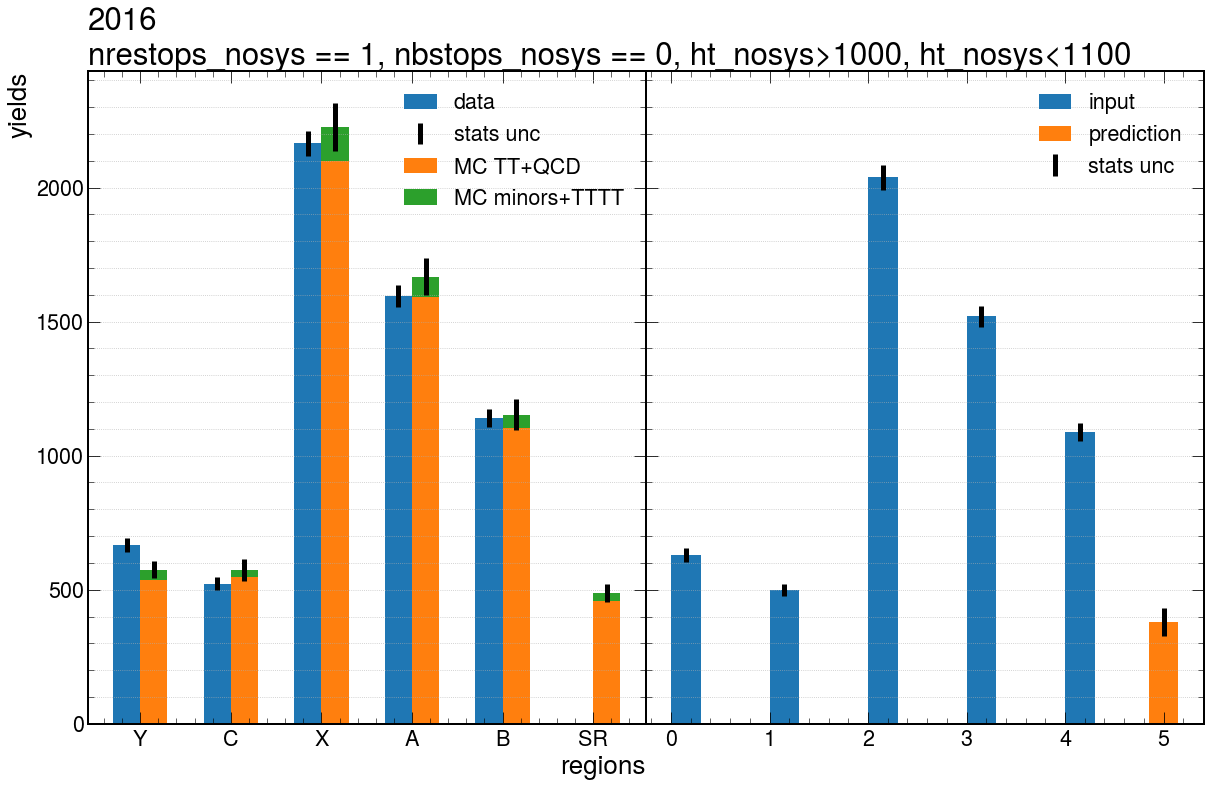 2016
nrestops_nosys == 1, nbstops_nosys == 0, ht_nosys>1000, ht_nosys<1100
yields
data
stats unc
MC TT+QCD
MC minors+TTTT
input
prediction
stats unc
2000
1500
1000
500
0
Y C X A B SR 0 1 2 3 4 5
regions